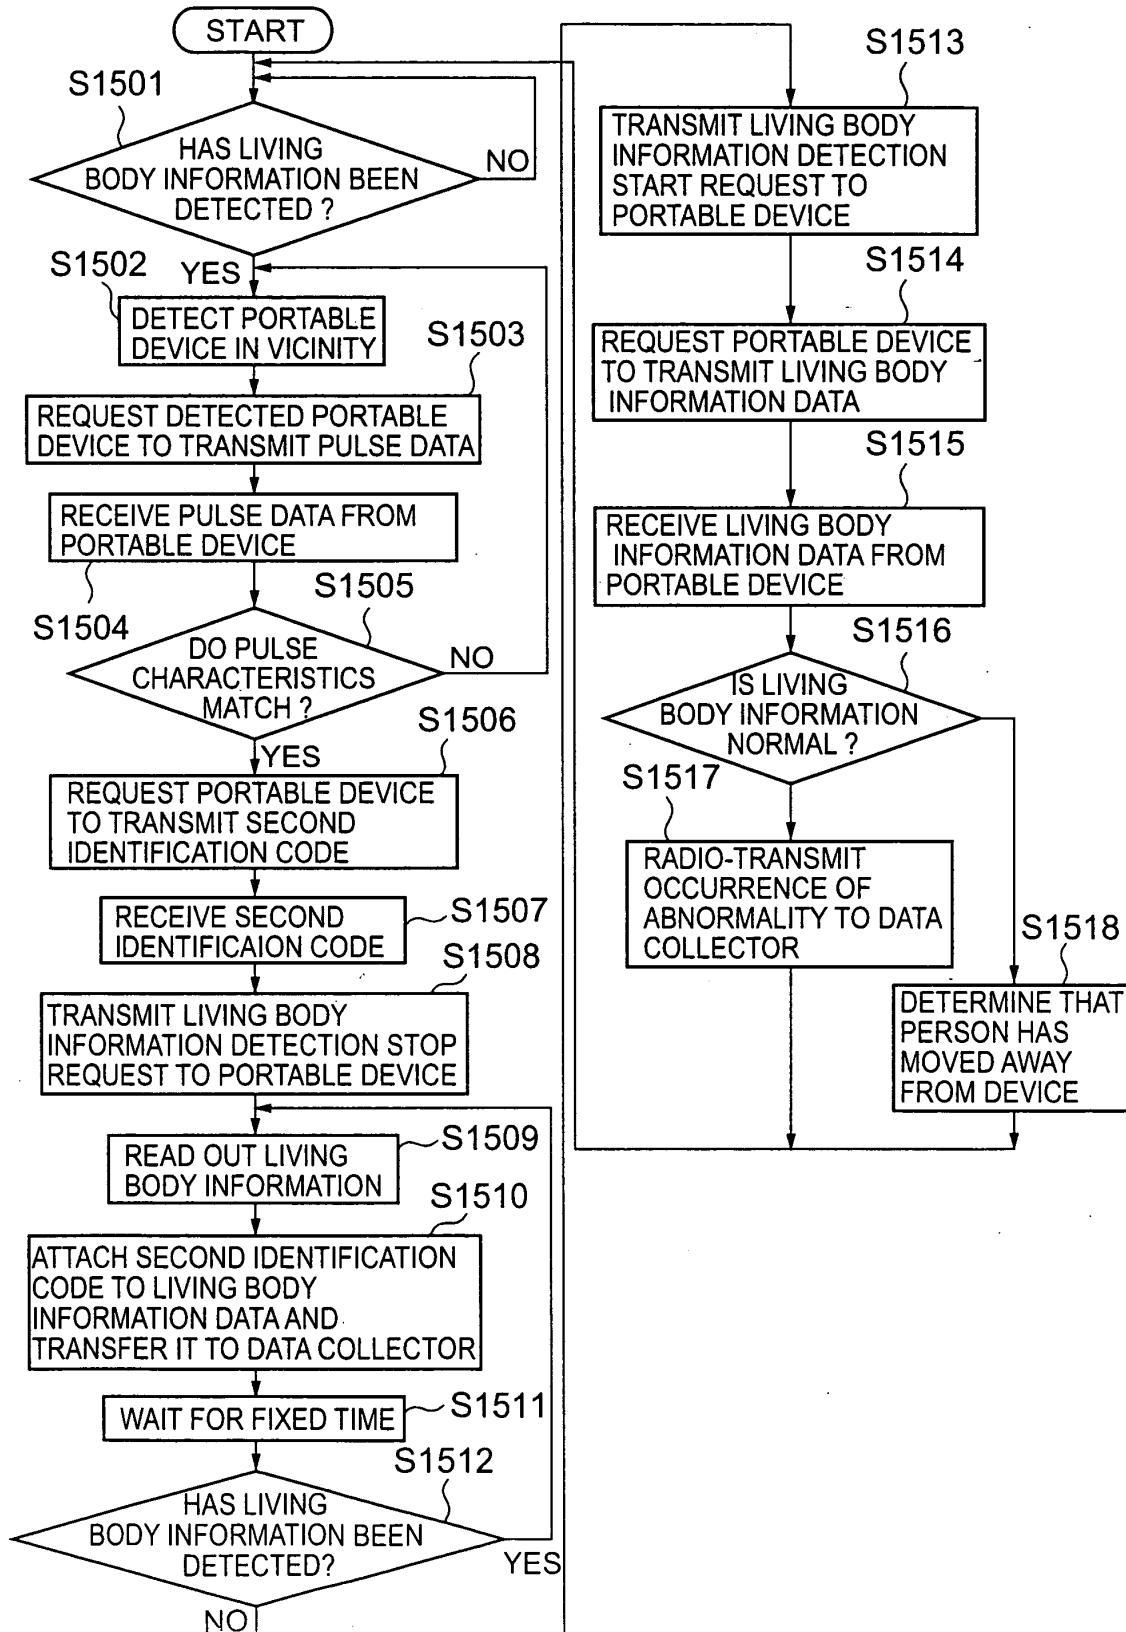 START
S1501
HAS LIVING
BODY INFORMATION BEEN
DETECTED ?
NO
YES
S1502
DETECT PORTABLE
DEVICE IN VICINITY
S1503
REQUEST DETECTED PORTABLE
DEVICE TO TRANSMIT PULSE DATA
RECEIVE PULSE DATA FROM
PORTABLE DEVICE
S1504
S1505
DO PULSE
CHARACTERISTICS
MATCH ?
NO
YES
S1506
REQUEST PORTABLE DEVICE
TO TRANSMIT SECOND
IDENTIFICATION CODE
RECEIVE SECOND
IDENTIFICAION CODE
S1507
S1508
TRANSMIT LIVING BODY
INFORMATION DETECTION STOP
REQUEST TO PORTABLE DEVICE
READ OUT LIVING
BODY INFORMATION
S1509
S1510
ATTACH SECOND IDENTIFICATION
CODE TO LIVING BODY
INFORMATION DATA AND
TRANSFER IT TO DATA COLLECTOR
WAIT FOR FIXED TIME
S1511
S1512
HAS LIVING
BODY INFORMATION BEEN
DETECTED?
YES
NO
S1513
TRANSMIT LIVING BODY
INFORMATION DETECTION
START REQUEST TO
PORTABLE DEVICE
S1514
REQUEST PORTABLE DEVICE
TO TRANSMIT LIVING BODY
INFORMATION DATA
S1515
RECEIVE LIVING BODY
INFORMATION DATA FROM
PORTABLE DEVICE
S1516
IS LIVING
BODY INFORMATION
NORMAL ?
S1517
RADIO-TRANSMIT
OCCURRENCE OF
ABNORMALITY TO DATA
COLLECTOR
S1518
DETERMINE THAT
PERSON HAS
MOVED AWAY
FROM DEVICE